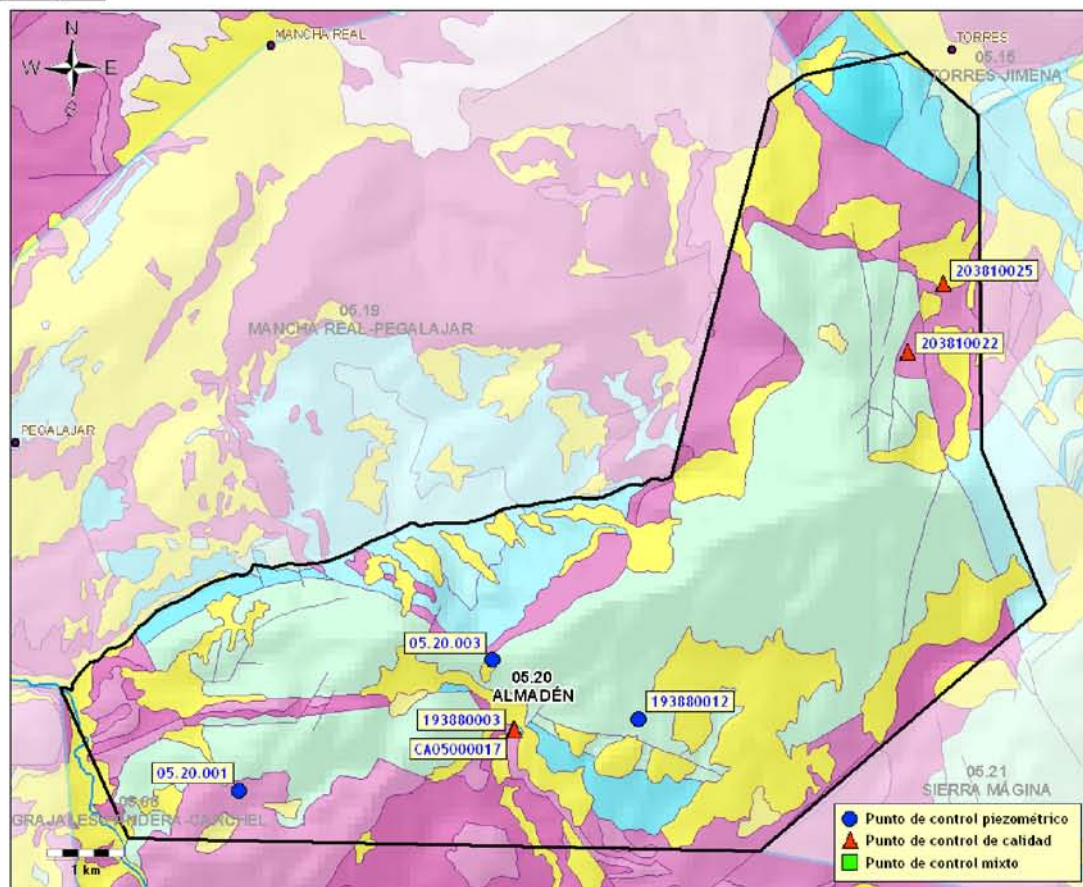 N
W E
S
MANCHA REAL
TORRES
05.15
TORRES-JIMENA
203810025
203810022
05.19
MANCHA REAL-PEGALAJAR
PEGALAJAR
05.20.003
05.20
ALMADÉN
193880012
193880003
CA05000017
05.20.001
05.21
SIERRA MÁGINA
1 km
Punto de control piezométrico
Punto de control de calidad
Punto de control mixto